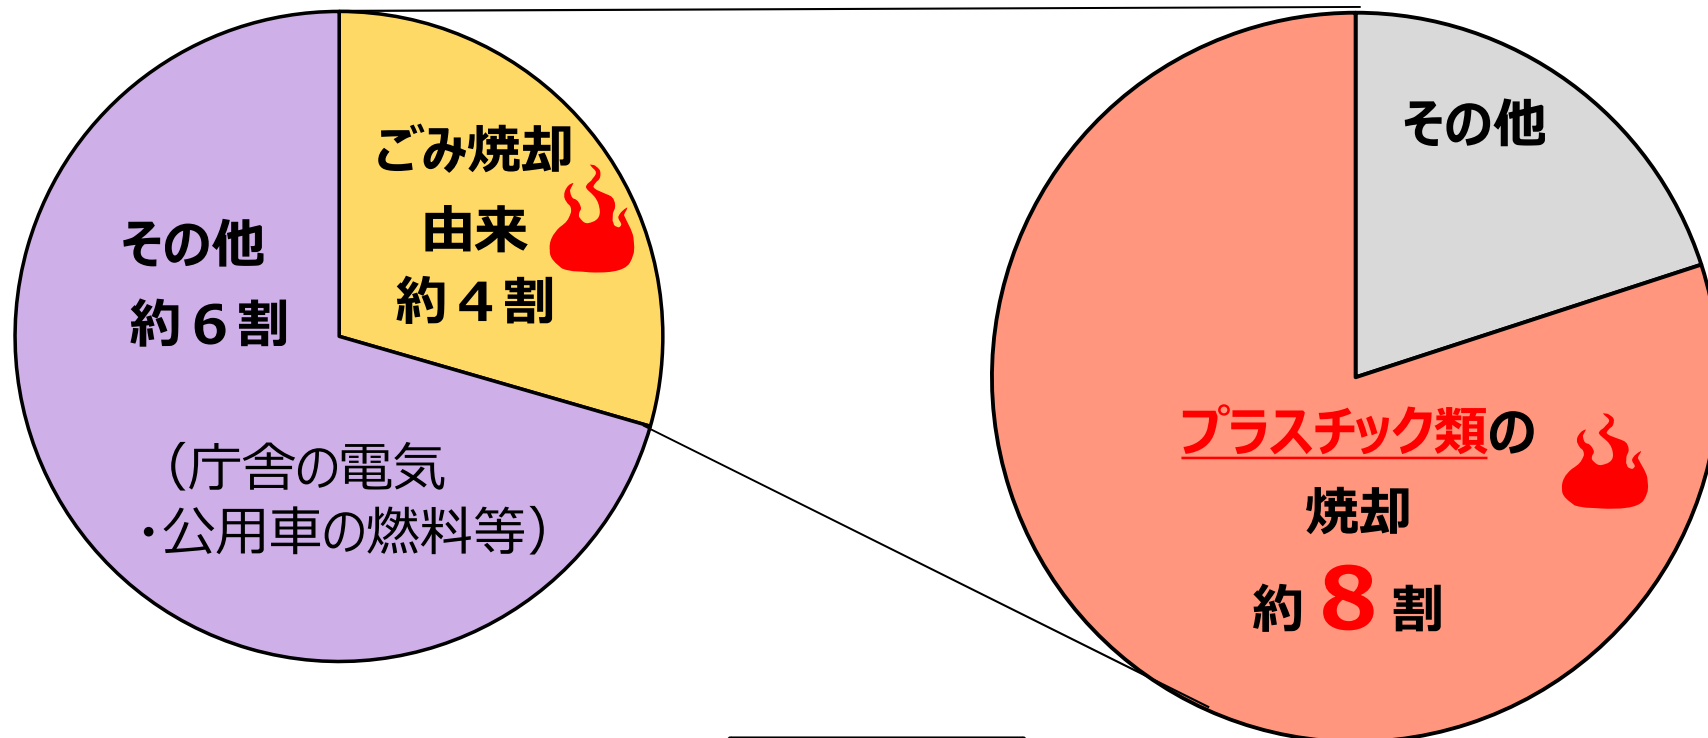 ごみ焼却
由来
約４割
その他
約６割
（庁舎の電気
・公用車の燃料等）
その他
プラスチック類の
焼却
約８割